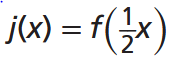 j(x) = f(½x)